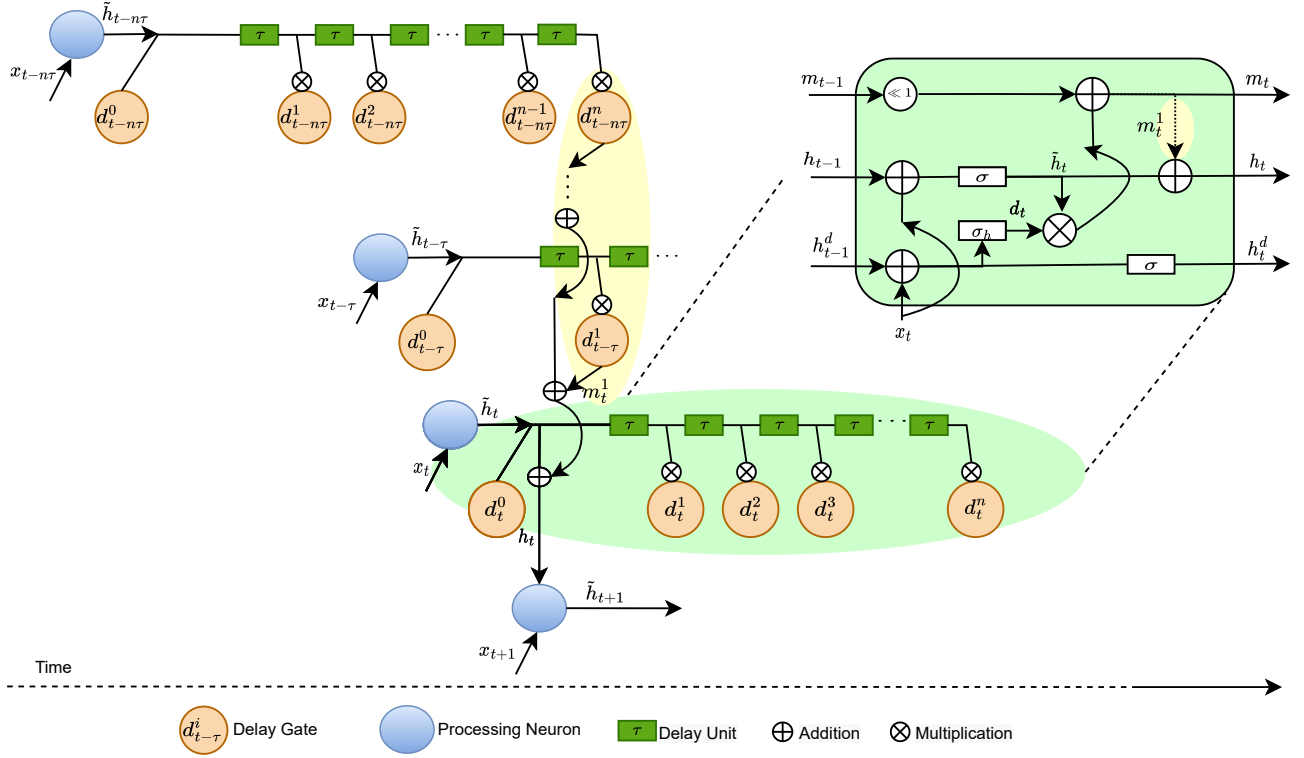 h̃_{t-nτ}
τ τ τ ··· τ τ
x_{t-nτ}
d^0_{t-nτ} d^1_{t-nτ} d^2_{t-nτ} d^{n-1}_{t-nτ} d^n_{t-nτ}
m_{t-1} ≪1 m_t
m^1_t
h_{t-1} σ h̃_t h_t
d_t
h^d_{t-1} σ_h σ h^d_t
x_t
h̃_{t-τ} τ τ ···
x_{t-τ}
d^0_{t-τ} d^1_{t-τ}
m^1_t
h̃_t τ τ τ τ ··· τ
x_t
d^0_t d^1_t d^2_t d^3_t d^n_t
h_t
h̃_{t+1}
x_{t+1}
Time
d^i_{t-τ} Delay Gate Processing Neuron τ Delay Unit Addition Multiplication